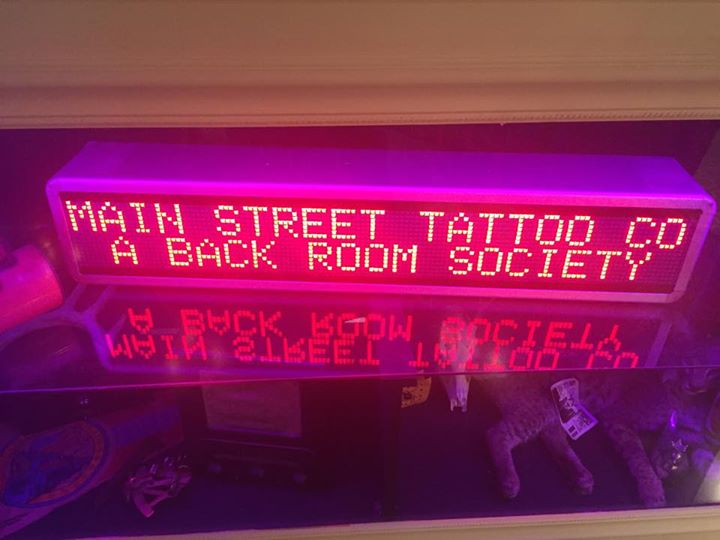 MAIN STREET TATTOO CO
A BACK ROOM SOCIETY